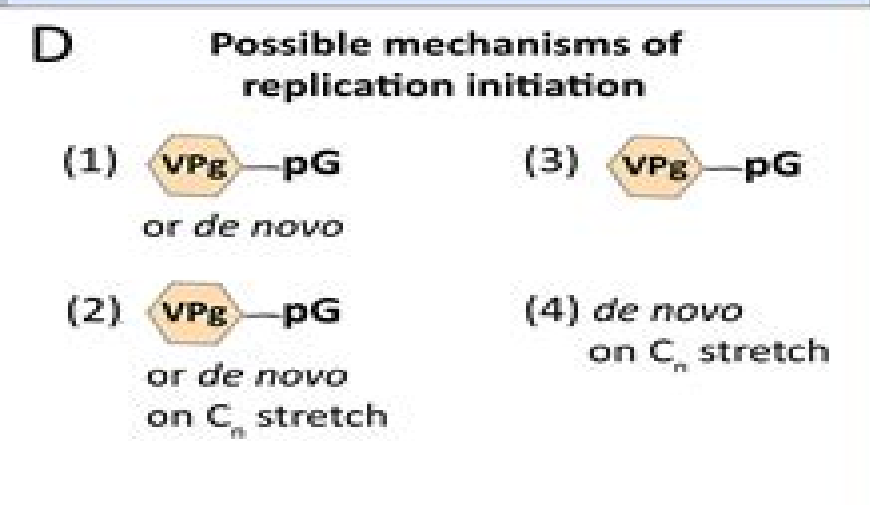 D
Possible mechanisms of
replication initiation
(1) VPg pG
or de novo
(2) VPg pG
or de novo
on Cn stretch
(3) VPg pG
(4) de novo
on Cn stretch